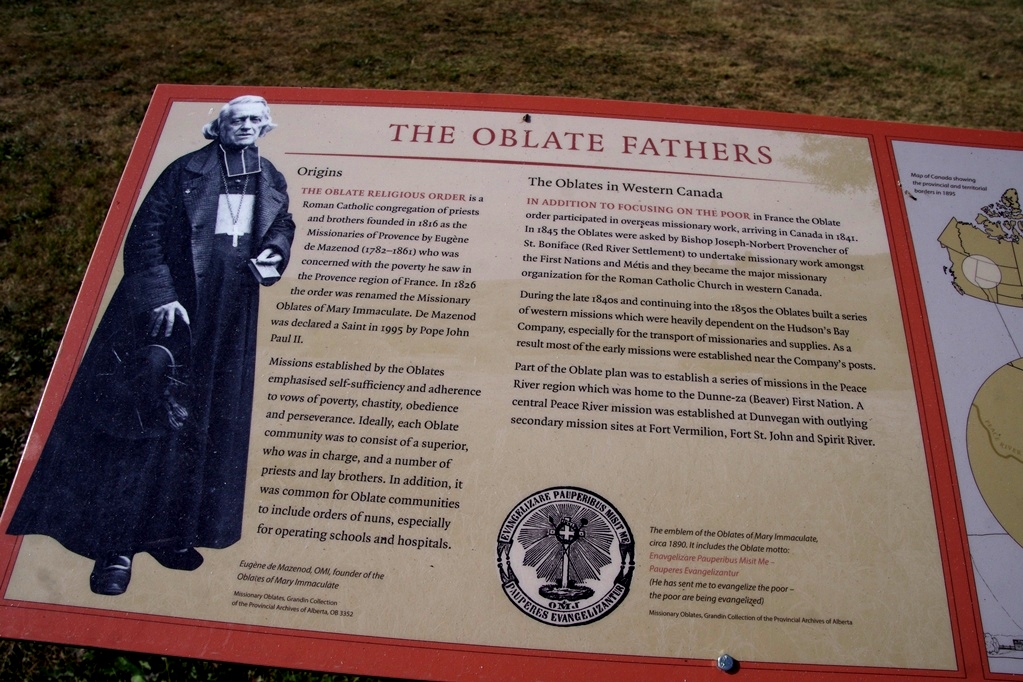 THE OBLATE FATHERS
Origins
THE OBLATE RELIGIOUS ORDER is a
Roman Catholic congregation of priests
and brothers founded in 1816 as the
Missionaries of Provence by Eugène
de Mazenod (1782–1861) who was
concerned with the poverty he saw in
the Provence region of France. In 1826
the order was renamed the Missionary
Oblates of Mary Immaculate. De Mazenod
was declared a Saint in 1995 by Pope John
Paul II.
Missions established by the Oblates
emphasised self-sufficiency and adherence
to vows of poverty, chastity, obedience
and perseverance. Ideally, each Oblate
community was to consist of a superior,
who was in charge, and a number of
priests and lay brothers. In addition, it
was common for Oblate communities
to include orders of nuns, especially
for operating schools and hospitals.
Eugène de Mazenod, OMI, founder of the
Oblates of Mary Immaculate
Missionary Oblates, Grandin Collection
of the Provincial Archives of Alberta, OB 3352
The Oblates in Western Canada
IN ADDITION TO FOCUSING ON THE POOR in France the Oblate
order participated in overseas missionary work, arriving in Canada in 1841.
In 1845 the Oblates were asked by Bishop Joseph-Norbert Provencher of
St. Boniface (Red River Settlement) to undertake missionary work amongst
the First Nations and Métis and they became the major missionary
organization for the Roman Catholic Church in western Canada.
During the late 1840s and continuing into the 1850s the Oblates built a series
of western missions which were heavily dependent on the Hudson's Bay
Company, especially for the transport of missionaries and supplies. As a
result most of the early missions were established near the Company's posts.
Part of the Oblate plan was to establish a series of missions in the Peace
River region which was home to the Dunne-za (Beaver) First Nation. A
central Peace River mission was established at Dunvegan with outlying
secondary mission sites at Fort Vermilion, Fort St. John and Spirit River.
EVANGELIZARE PAUPERIBUS MISIT ME
PAUPERES EVANGELIZANTUR
OMJ
The emblem of the Oblates of Mary Immaculate,
circa 1890. It includes the Oblate motto:
Enavgelizare Pauperibus Misit Me –
Pauperes Evangelizantur
(He has sent me to evangelize the poor –
the poor are being evangelized)
Missionary Oblates, Grandin Collection of the Provincial Archives of Alberta
Map of Canada showing
the provincial and territorial
borders in 1895